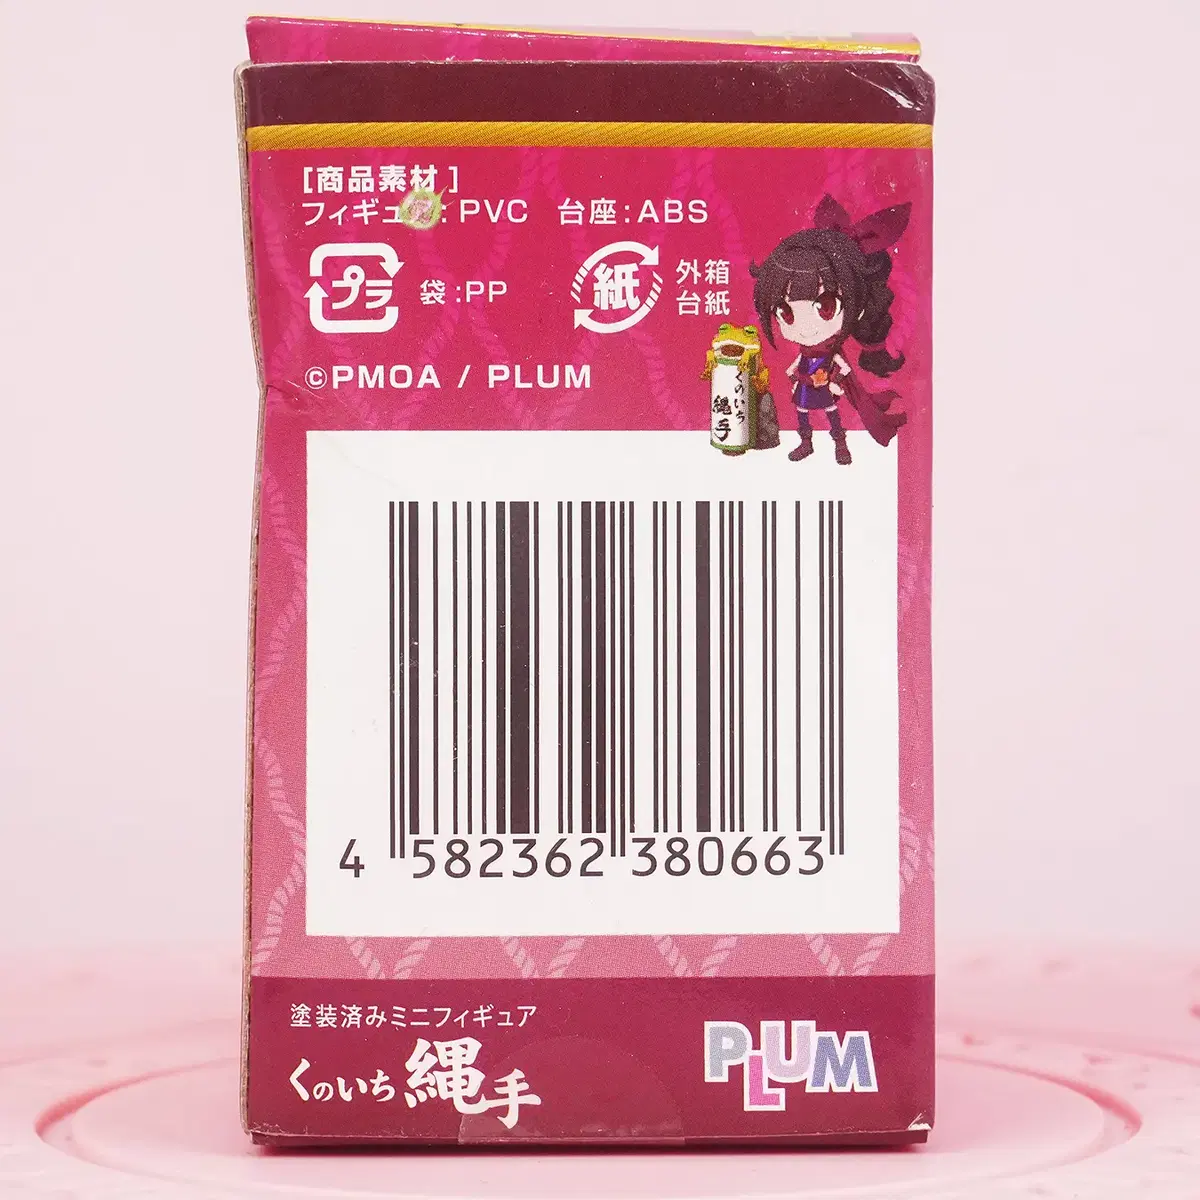 [商品素材]
フィギュア: PVC 台座: ABS
プラ 袋:PP 紙 外箱
台紙
©PMOA / PLUM
くのいち
縄手
4 582362 380663
塗装済みミニフィギュア
くのいち縄手
PLUM